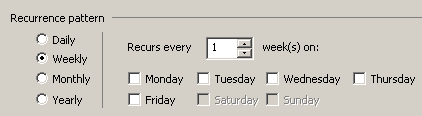 Recurrence pattern
Daily
Weekly
Monthly
Yearly
Recurs every 1 week(s) on:
Monday Tuesday Wednesday Thursday
Friday Saturday Sunday